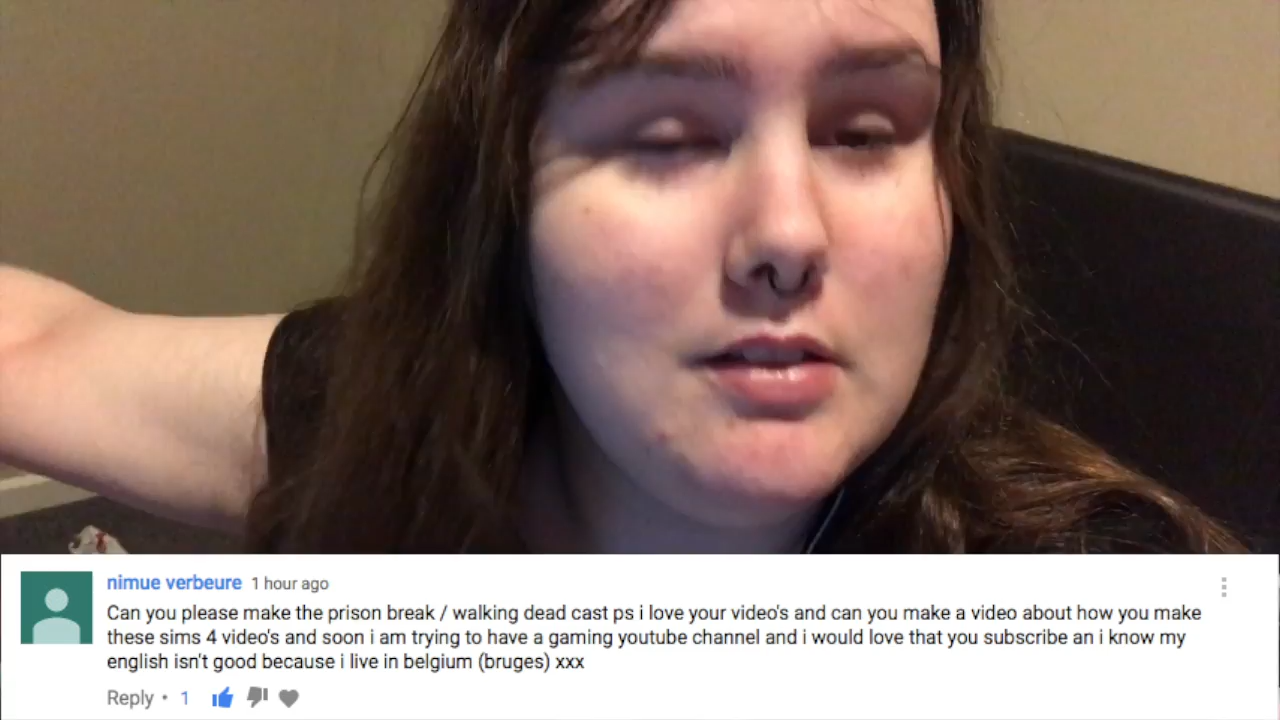 nimue verbeure 1 hour ago
Can you please make the prison break / walking dead cast ps i love your video's and can you make a video about how you make
these sims 4 video's and soon i am trying to have a gaming youtube channel and i would love that you subscribe an i know my
english isn't good because i live in belgium (bruges) xxx
Reply • 1